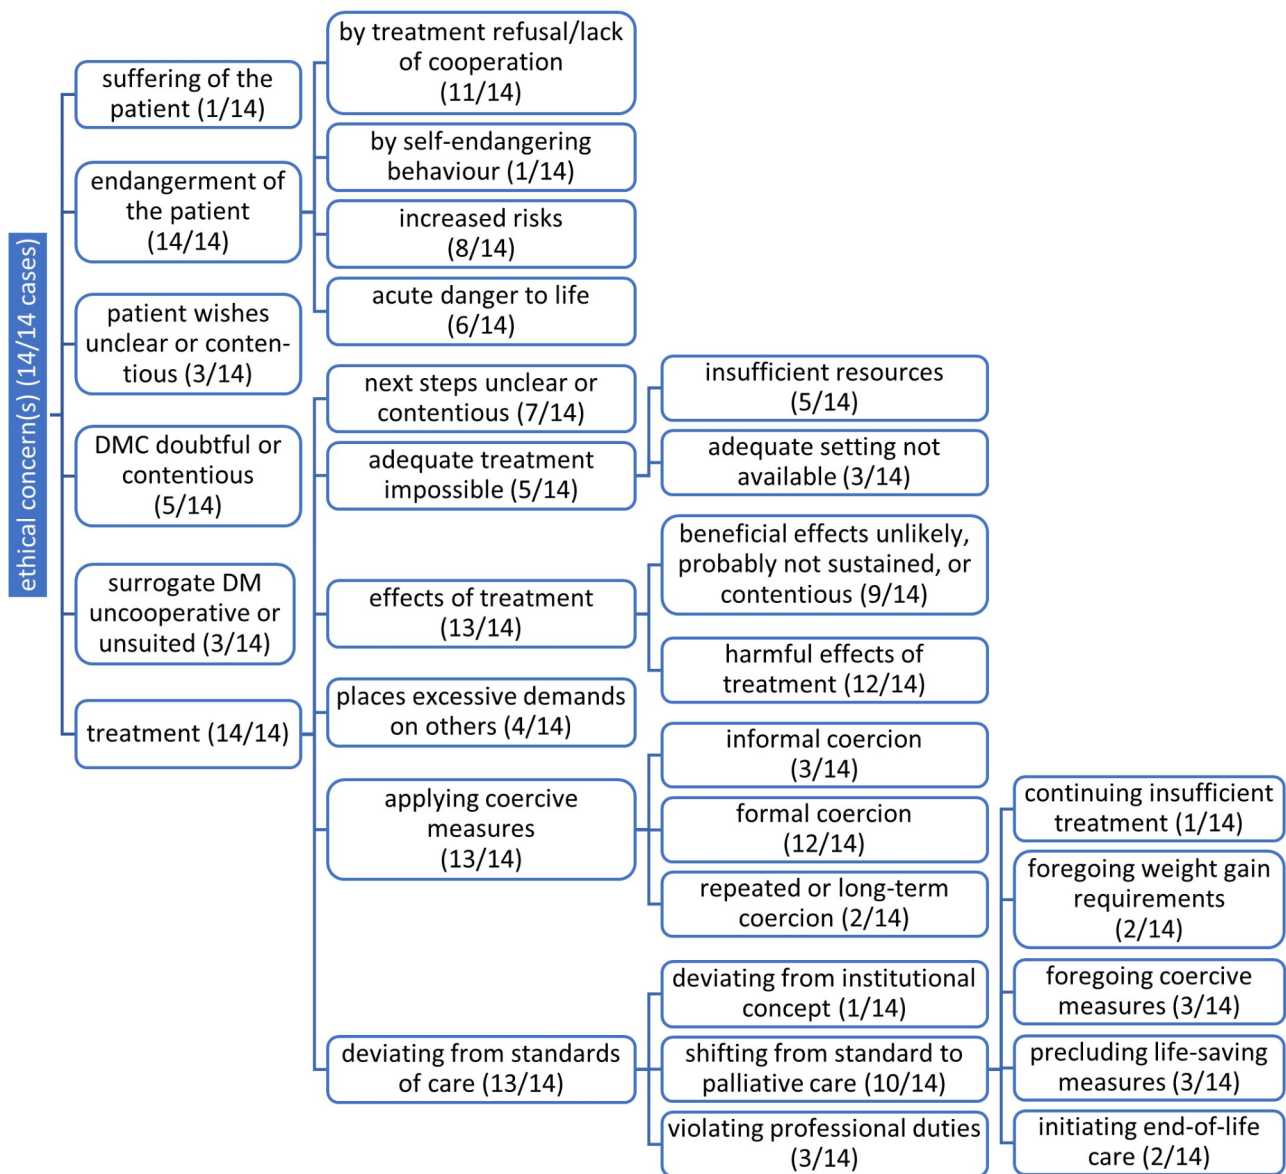 ethical concern(s) (14/14 cases)
suffering of the
patient (1/14)
endangerment of
the patient
(14/14)
patient wishes
unclear or conten-
tious (3/14)
DMC doubtful or
contentious
(5/14)
surrogate DM
uncooperative or
unsuited (3/14)
treatment (14/14)
by treatment refusal/lack
of cooperation
(11/14)
by self-endangering
behaviour (1/14)
increased risks
(8/14)
acute danger to life
(6/14)
next steps unclear or
contentious (7/14)
adequate treatment
impossible (5/14)
effects of treatment
(13/14)
places excessive demands
on others (4/14)
applying coercive
measures
(13/14)
deviating from standards
of care (13/14)
insufficient resources
(5/14)
adequate setting not
available (3/14)
beneficial effects unlikely,
probably not sustained, or
contentious (9/14)
harmful effects of
treatment (12/14)
informal coercion
(3/14)
formal coercion
(12/14)
repeated or long-term
coercion (2/14)
deviating from institutional
concept (1/14)
shifting from standard to
palliative care (10/14)
violating professional duties
(3/14)
continuing insufficient
treatment (1/14)
foregoing weight gain
requirements
(2/14)
foregoing coercive
measures (3/14)
precluding life-saving
measures (3/14)
initiating end-of-life
care (2/14)